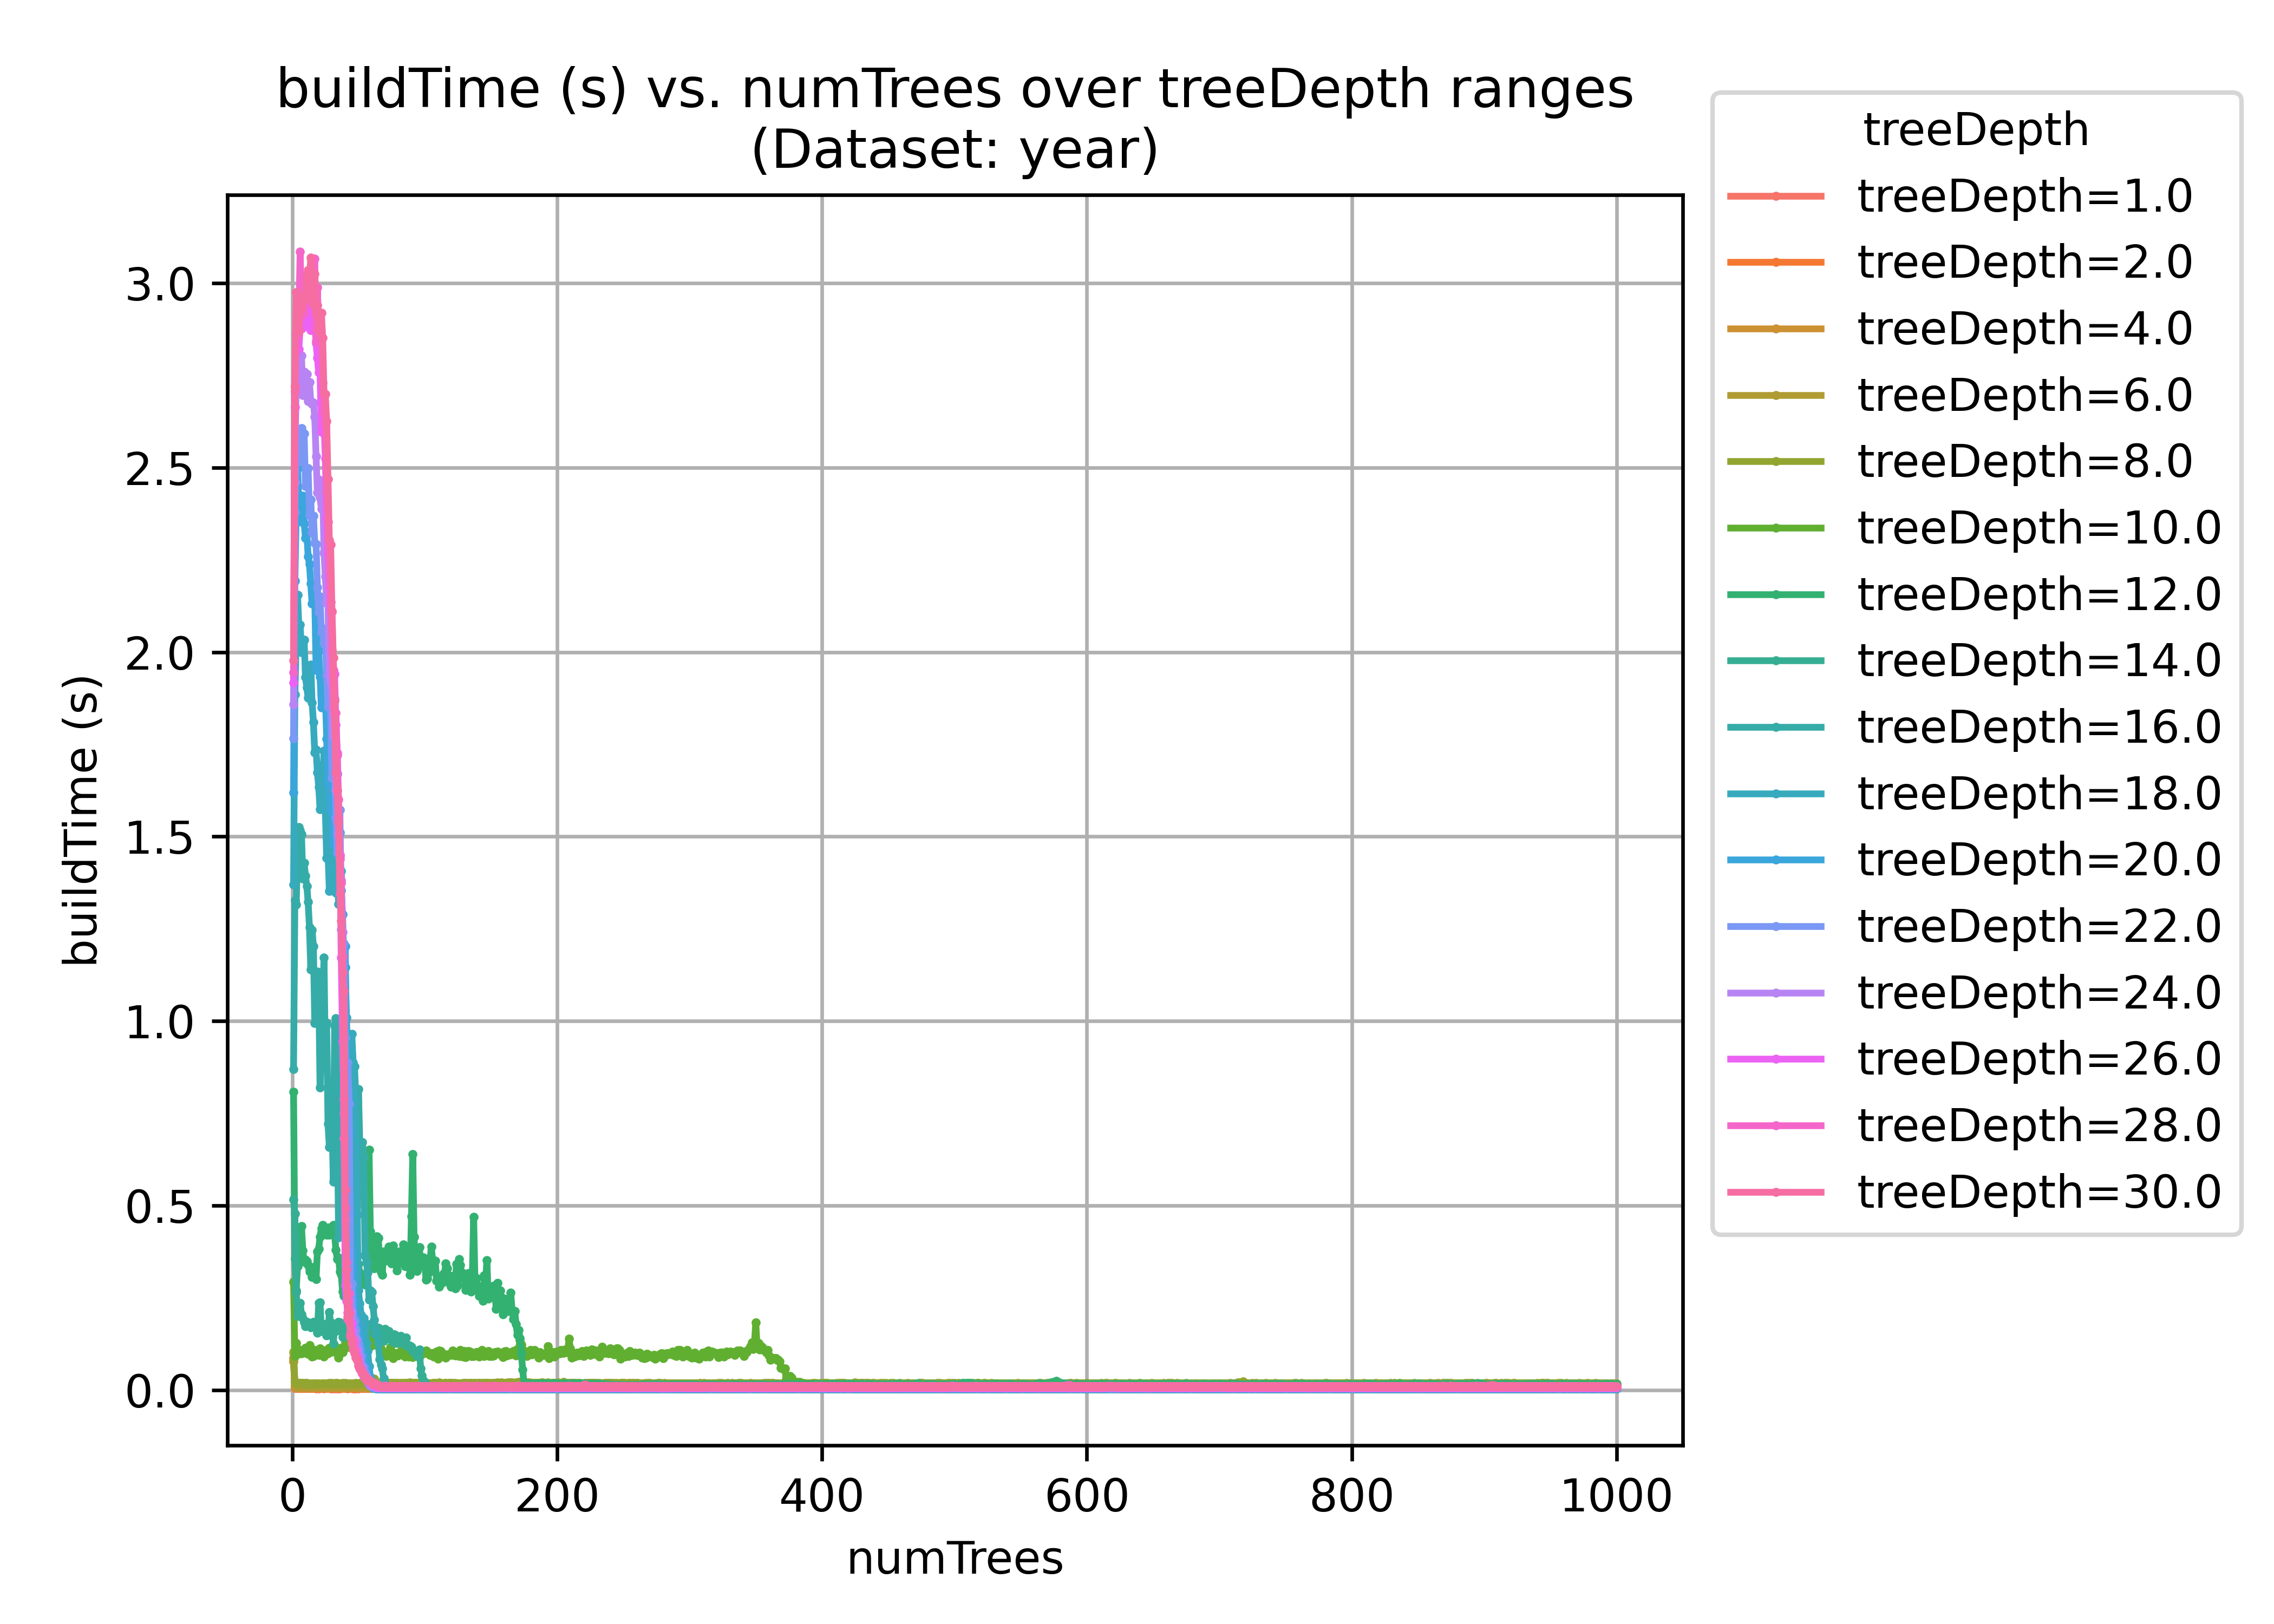 buildTime (s) vs. numTrees over treeDepth ranges
(Dataset: year)
buildTime (s)
3.0
2.5
2.0
1.5
1.0
0.5
0.0
0
200
400
600
800
1000
numTrees
treeDepth
treeDepth=1.0
treeDepth=2.0
treeDepth=4.0
treeDepth=6.0
treeDepth=8.0
treeDepth=10.0
treeDepth=12.0
treeDepth=14.0
treeDepth=16.0
treeDepth=18.0
treeDepth=20.0
treeDepth=22.0
treeDepth=24.0
treeDepth=26.0
treeDepth=28.0
treeDepth=30.0